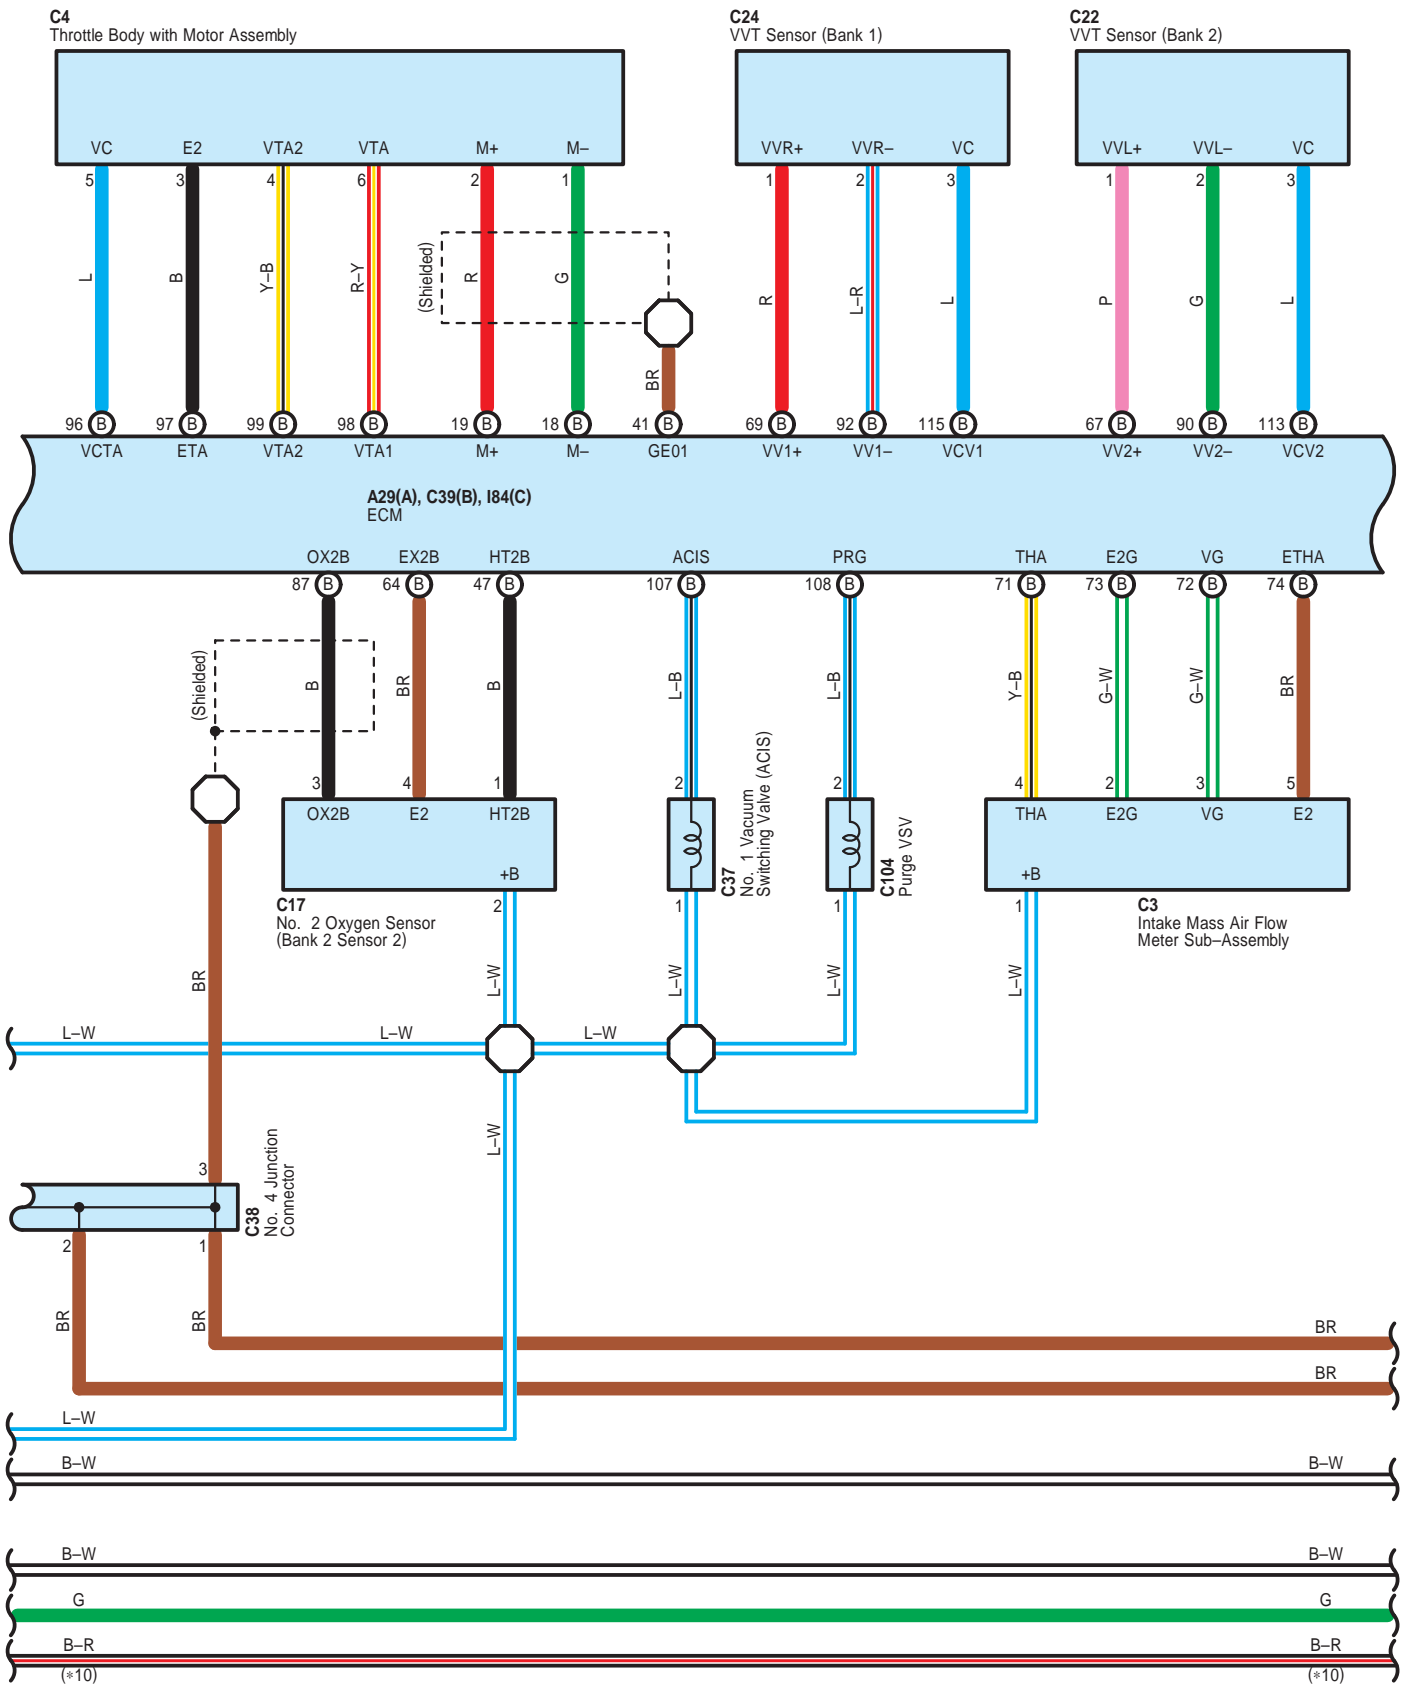 C4
Throttle Body with Motor Assembly
C24
VVT Sensor (Bank 1)
C22
VVT Sensor (Bank 2)
VC E2 VTA2 VTA M+ M–
VVR+ VVR– VC
VVL+ VVL– VC
5 3 4 6 2 1
1 2 3
1 2 3
L B Y–B R–Y (Shielded) R G BR
R L–R L
P G L
96 B 97 B 99 B 98 B 19 B 18 B 41 B 69 B 92 B 115 B 67 B 90 B 113 B
VCTA ETA VTA2 VTA1 M+ M– GE01 VV1+ VV1– VCV1 VV2+ VV2– VCV2
A29(A), C39(B), I84(C)
ECM
OX2B EX2B HT2B ACIS PRG THA E2G VG ETHA
87 B 64 B 47 B 107 B 108 B 71 B 73 B 72 B 74 B
(Shielded) B BR B L–B L–B Y–B G–W G–W BR
3 4 1 2 2 4 2 3 5
OX2B E2 HT2B
THA E2G VG E2
+B
+B
C37
No. 1 Vacuum
Switching Valve (ACIS)
C104
Purge VSV
C17
No. 2 Oxygen Sensor
(Bank 2 Sensor 2)
2 1 1 1
C3
Intake Mass Air Flow
Meter Sub–Assembly
BR L–W L–W L–W L–W
L–W L–W L–W
L–W
3
C38
No. 4 Junction
Connector
2 1
BR BR
BR
BR
L–W
B–W B–W
B–W B–W
G G
B–R B–R
(*10) (*10)